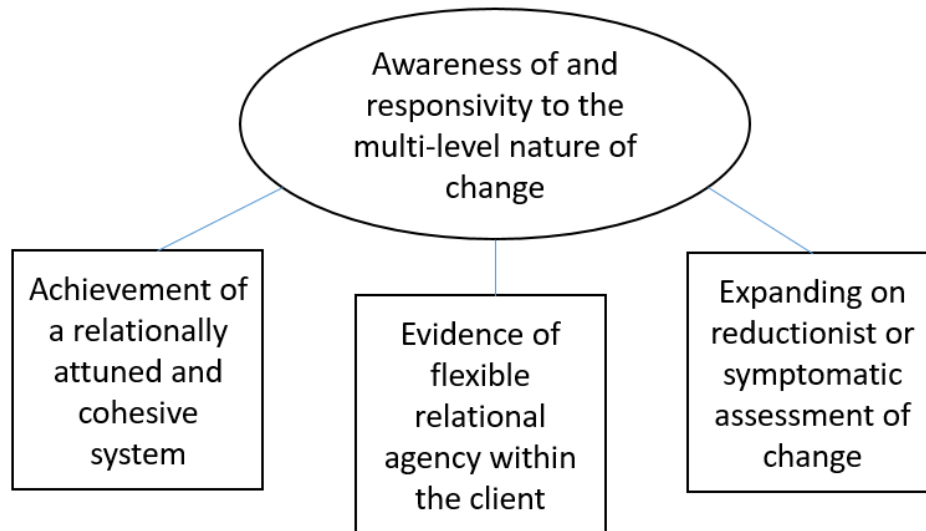 Awareness of and
responsivity to the
multi-level nature of
change
Achievement of
a relationally
attuned and
cohesive
system
Evidence of
flexible
relational
agency within
the client
Expanding on
reductionist or
symptomatic
assessment of
change